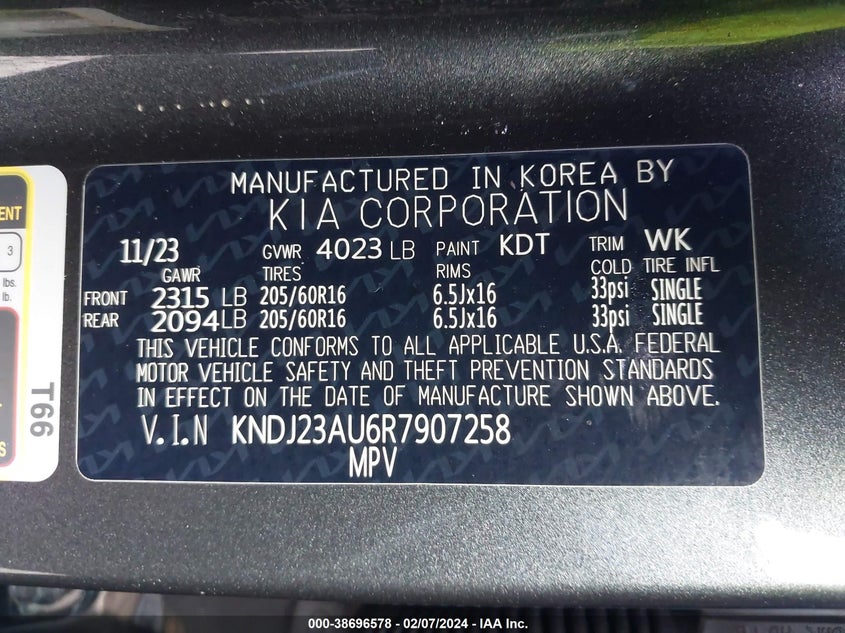 MANUFACTURED IN KOREA BY
KIA CORPORATION
11/23 GVWR 4023 LB PAINT KDT TRIM WK
GAWR TIRES RIMS COLD TIRE INFL
FRONT 2315 LB 205/60R16 6.5Jx16 33psi SINGLE
REAR 2094 LB 205/60R16 6.5Jx16 33psi SINGLE
THIS VEHICLE CONFORMS TO ALL APPLICABLE U.S.A. FEDERAL
MOTOR VEHICLE SAFETY AND THEFT PREVENTION STANDARDS
IN EFFECT ON THE DATE OF MANUFACTURE SHOWN ABOVE.
V.I.N KNDJ23AU6R7907258
MPV
3
lbs.
lb.
T66
000-38696578 - 02/07/2024 - IAA Inc.